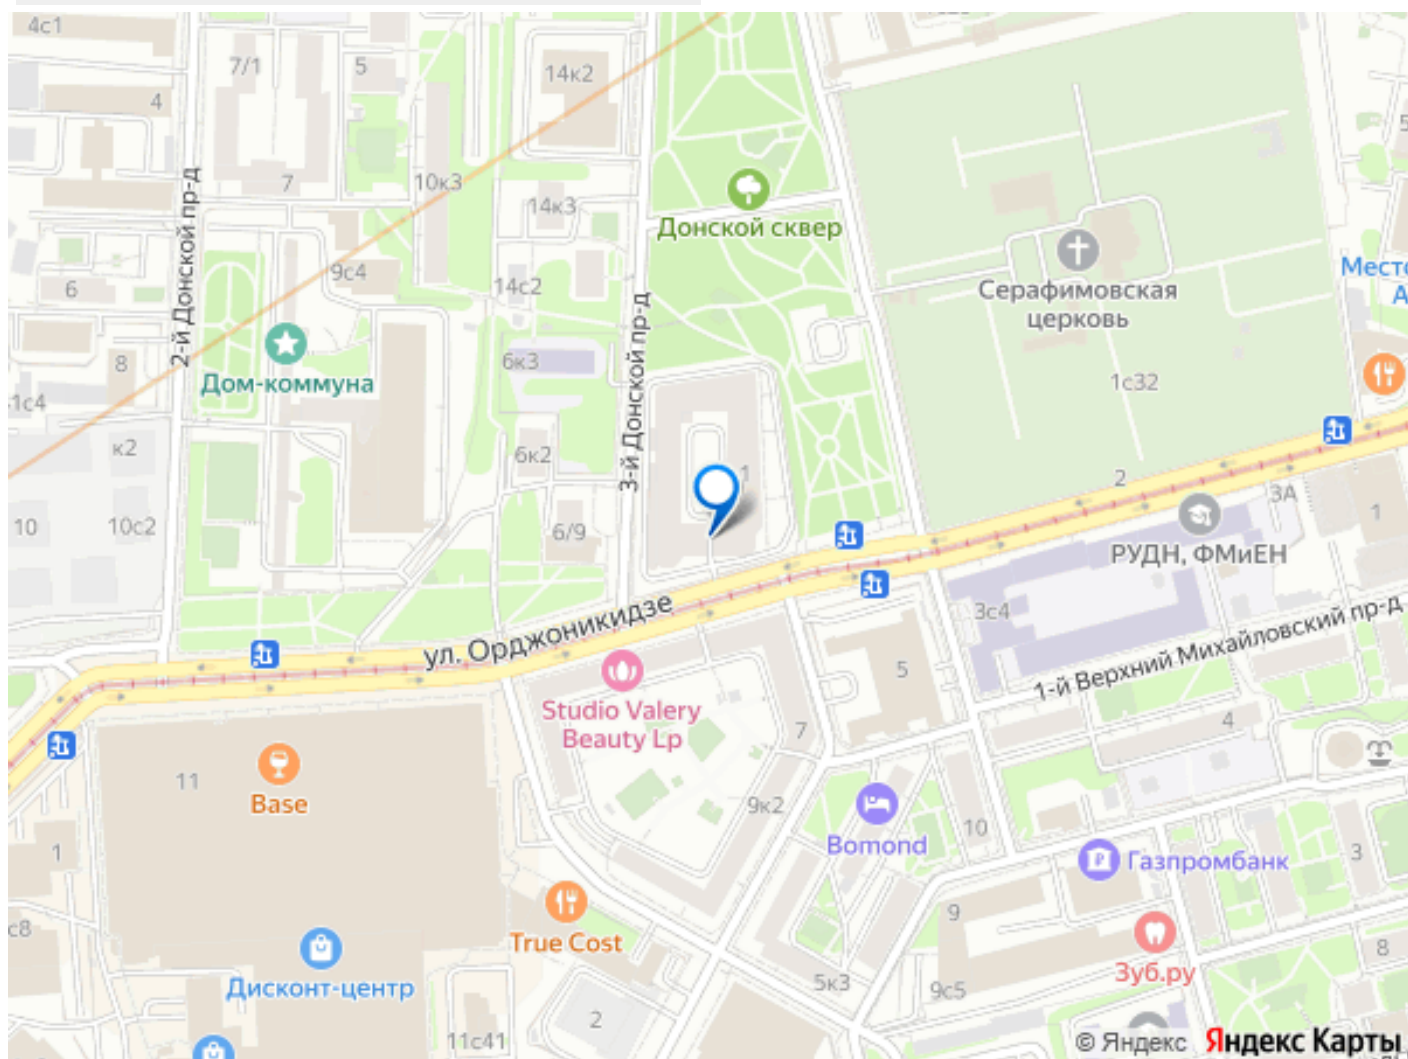 4с1
7/1
5
14к2
4
5
7
10к3
14к3
Донской сквер
2-й Донской пр-д
9с4
14с2
6
Серафимовская
церковь
Место
А
3-й Донской пр-д
8
6к3
Дом-коммуна
1с32
1с4
к2
6к2
1
2
3А
10
10с2
6/9
1
РУДН, ФМиЕН
3с4
ул. Орджоникидзе
1-й Верхний Михайловский пр-д
5
Studio Valery
Beauty Lp
7
4
11
Base
9к2
Bomond
10
1
Газпромбанк
3
с8
9
True Cost
Зуб.ру
8
Дисконт-центр
5к3
9с5
2
11с41
© Яндекс Яндекс Карты